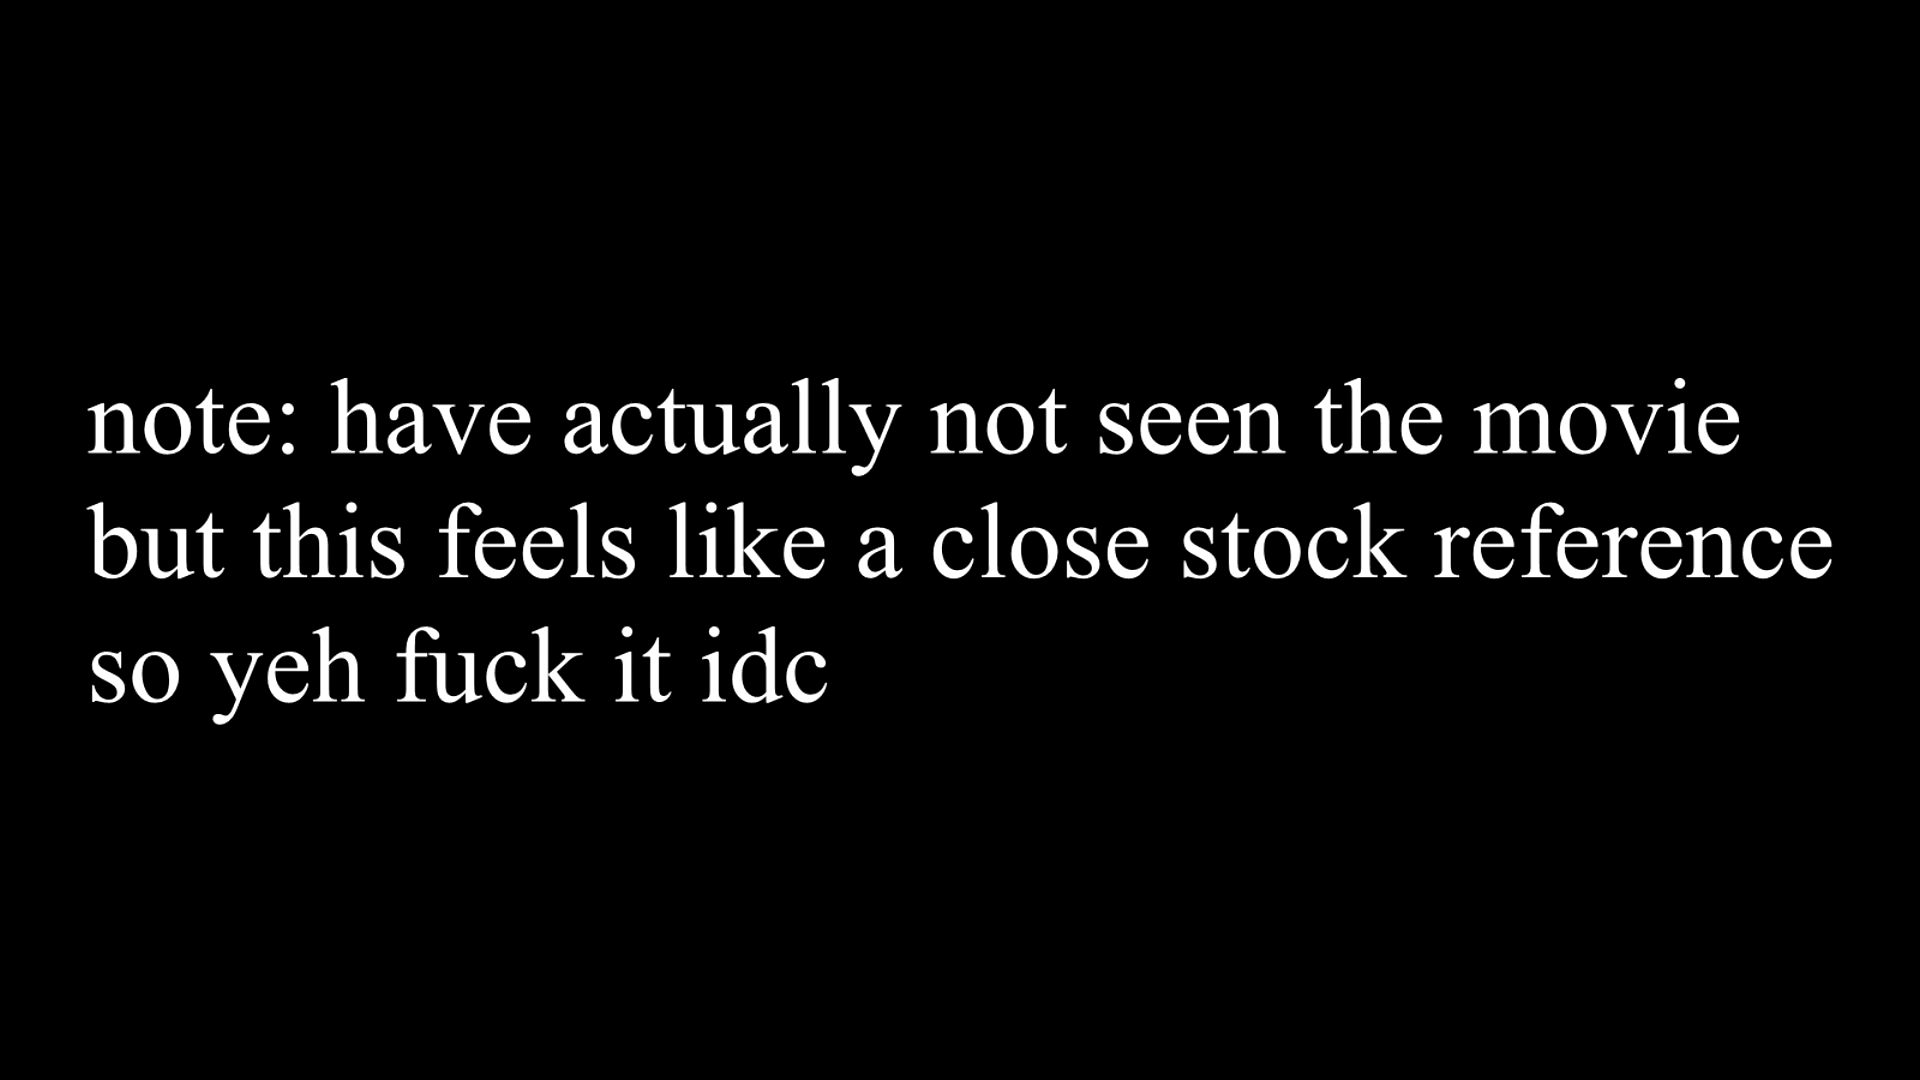 note: have actually not seen the movie
but this feels like a close stock reference
so yeh fuck it idc